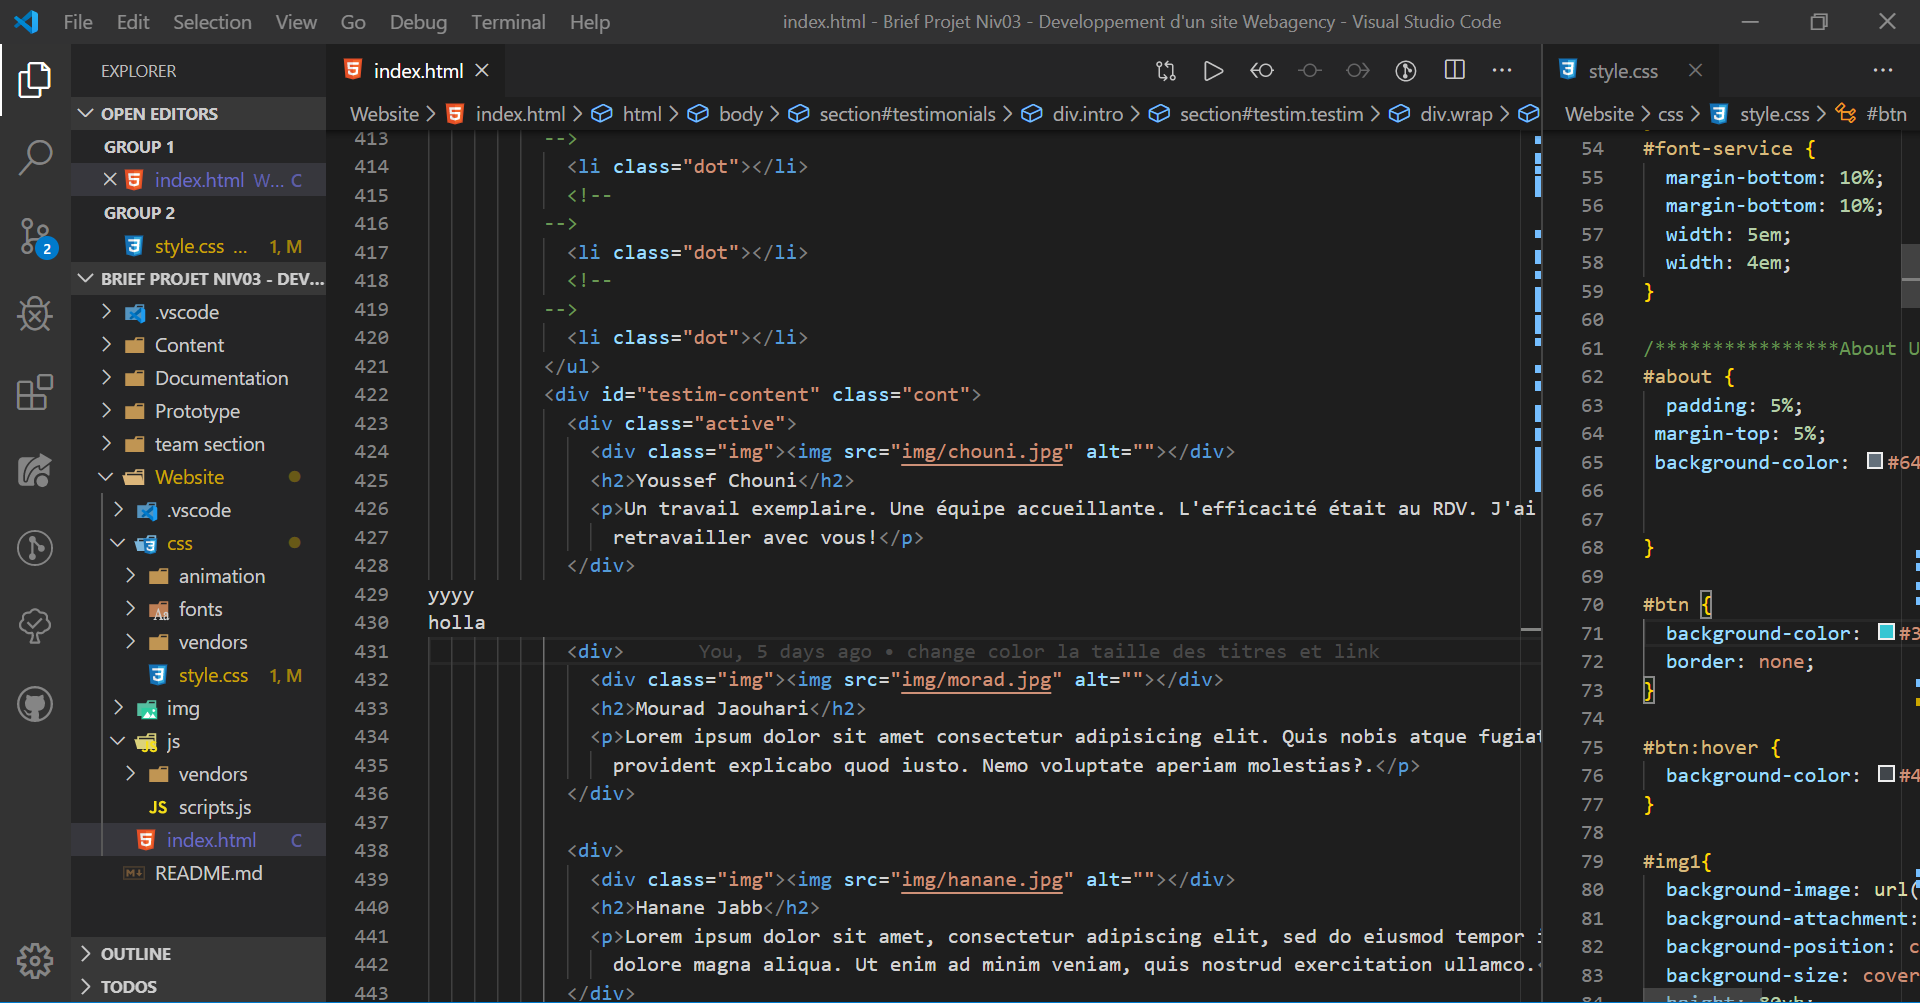 File Edit Selection View Go Debug Terminal Help
index.html - Brief Projet Niv03 - Developpement d'un site Webagency - Visual Studio Code
EXPLORER
OPEN EDITORS
GROUP 1
index.html W... C
GROUP 2
style.css ... 1, M
BRIEF PROJET NIV03 - DEV...
.vscode
Content
Documentation
Prototype
team section
Website
.vscode
css
animation
fonts
vendors
style.css 1, M
img
js
vendors
JS scripts.js
index.html C
README.md
OUTLINE
TODOS
2
index.html
Website > index.html > html > body > section#testimonials > div.intro > section#testim.testim > div.wrap >
413 -->
414 <li class="dot"></li>
415 <!--
416 -->
417 <li class="dot"></li>
418 <!--
419 -->
420 <li class="dot"></li>
421 </ul>
422 <div id="testim-content" class="cont">
423 <div class="active">
424 <div class="img"><img src="img/chouni.jpg" alt=""></div>
425 <h2>Youssef Chouni</h2>
426 <p>Un travail exemplaire. Une équipe accueillante. L'efficacité était au RDV. J'ai
427 retravailler avec vous!</p>
428 </div>
429 yyyy
430 holla
431 <div> You, 5 days ago • change color la taille des titres et link
432 <div class="img"><img src="img/morad.jpg" alt=""></div>
433 <h2>Mourad Jaouhari</h2>
434 <p>Lorem ipsum dolor sit amet consectetur adipisicing elit. Quis nobis atque fugiat
435 provident explicabo quod iusto. Nemo voluptate aperiam molestias?.</p>
436 </div>
437
438 <div>
439 <div class="img"><img src="img/hanane.jpg" alt=""></div>
440 <h2>Hanane Jabb</h2>
441 <p>Lorem ipsum dolor sit amet, consectetur adipiscing elit, sed do eiusmod tempor
442 dolore magna aliqua. Ut enim ad minim veniam, quis nostrud exercitation ullamco.
443 </div>
style.css
Website > css > style.css > #btn
54 #font-service {
55 margin-bottom: 10%;
56 margin-bottom: 10%;
57 width: 5em;
58 width: 4em;
59 }
60
61 /****************About U
62 #about {
63 padding: 5%;
64 margin-top: 5%;
65 background-color: #64
66
67
68 }
69
70 #btn {
71 background-color: #3
72 border: none;
73 }
74
75 #btn:hover {
76 background-color: #4
77 }
78
79 #img1{
80 background-image: url(
81 background-attachment:
82 background-position: c
83 background-size: cover